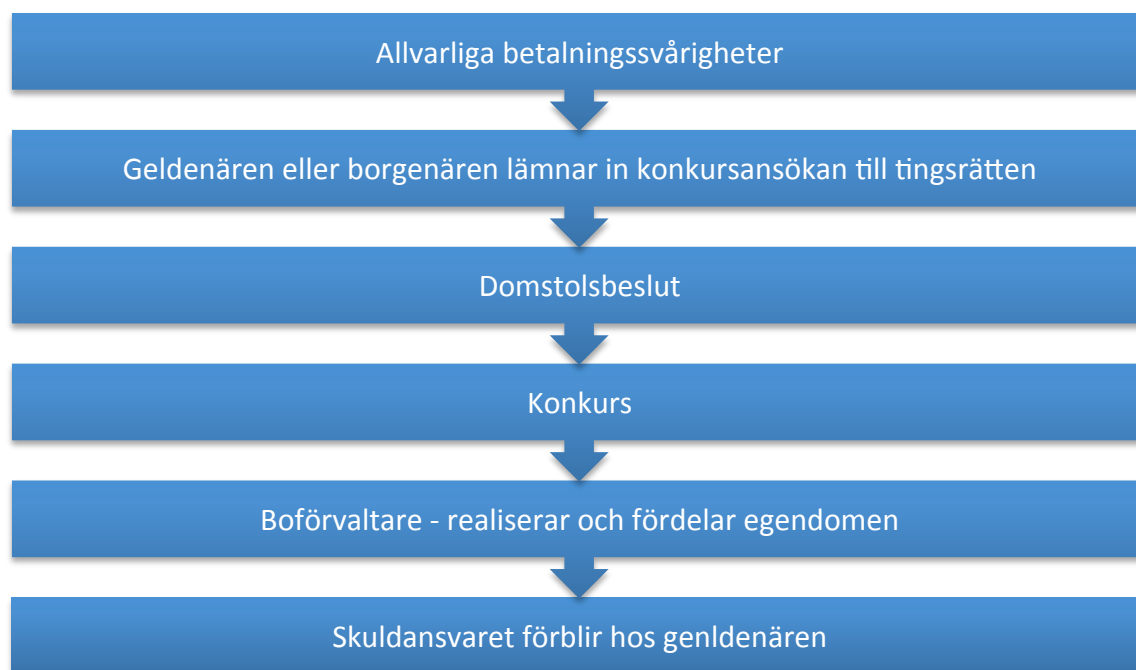 Allvarliga betalningssvårigheter
Geldenären eller borgenären lämnar in konkursansökan till tingsrätten
Domstolsbeslut
Konkurs
Boförvaltare - realiserar och fördelar egendomen
Skuldansvaret förblir hos genldenären